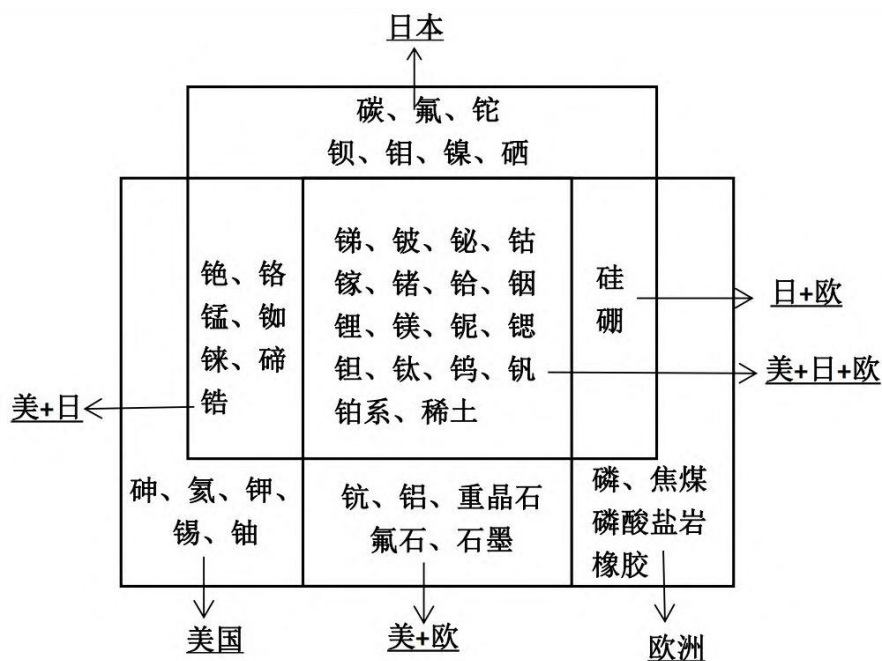 日本
碳、氟、铊
钡、钼、镍、硒
铯、铬
锰、铷
铼、碲
锆
锑、铍、铋、钴
镓、锗、铪、铟
锂、镁、铌、锶
钽、钛、钨、钒
铂系、稀土
硅
硼
日+欧
美+日+欧
美+日
砷、氦、钾、
锡、铀
钪、铝、重晶石
氟石、石墨
磷、焦煤
磷酸盐岩
橡胶
美国
美+欧
欧洲